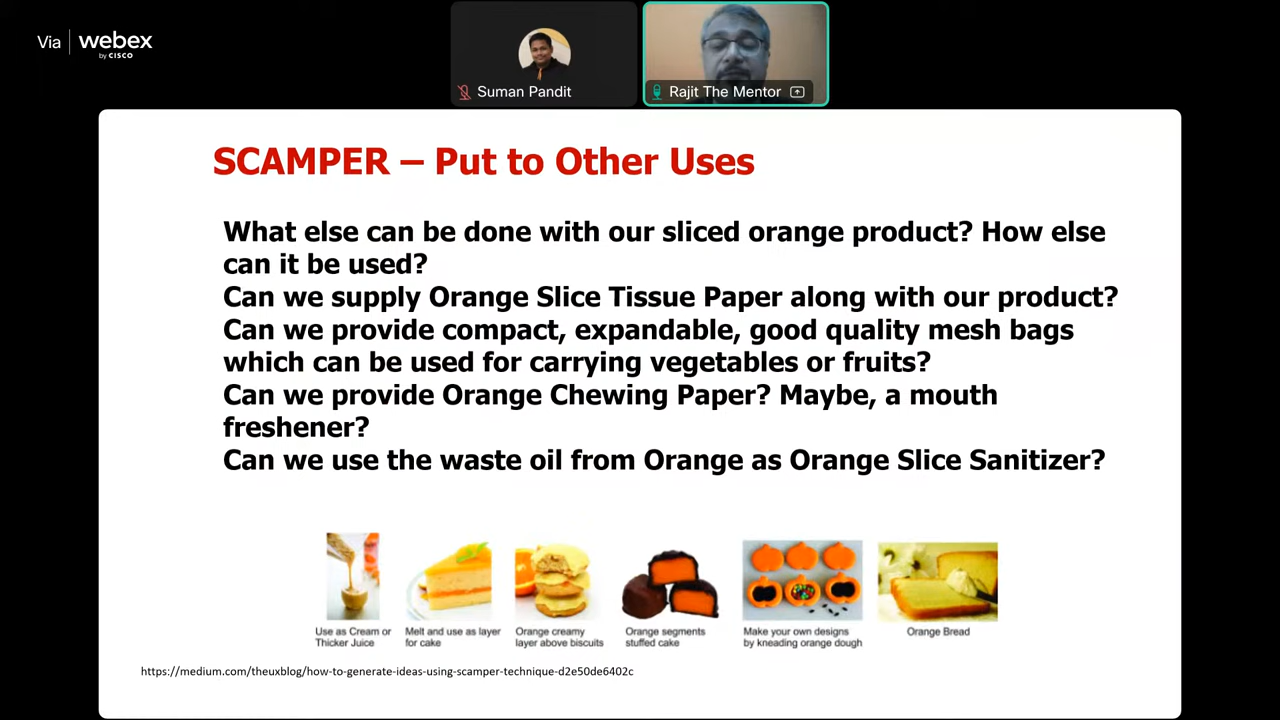 Via webex
by CISCO
Suman Pandit
Rajit The Mentor
SCAMPER – Put to Other Uses
What else can be done with our sliced orange product? How else
can it be used?
Can we supply Orange Slice Tissue Paper along with our product?
Can we provide compact, expandable, good quality mesh bags
which can be used for carrying vegetables or fruits?
Can we provide Orange Chewing Paper? Maybe, a mouth
freshener?
Can we use the waste oil from Orange as Orange Slice Sanitizer?
Use as Cream or
Thicker Juice
Melt and use as layer
for cake
Orange creamy
layer above biscuits
Orange segments
stuffed cake
Make your own designs
by kneading orange dough
Orange Bread
https://medium.com/theuxblog/how-to-generate-ideas-using-scamper-technique-d2e50de6402c